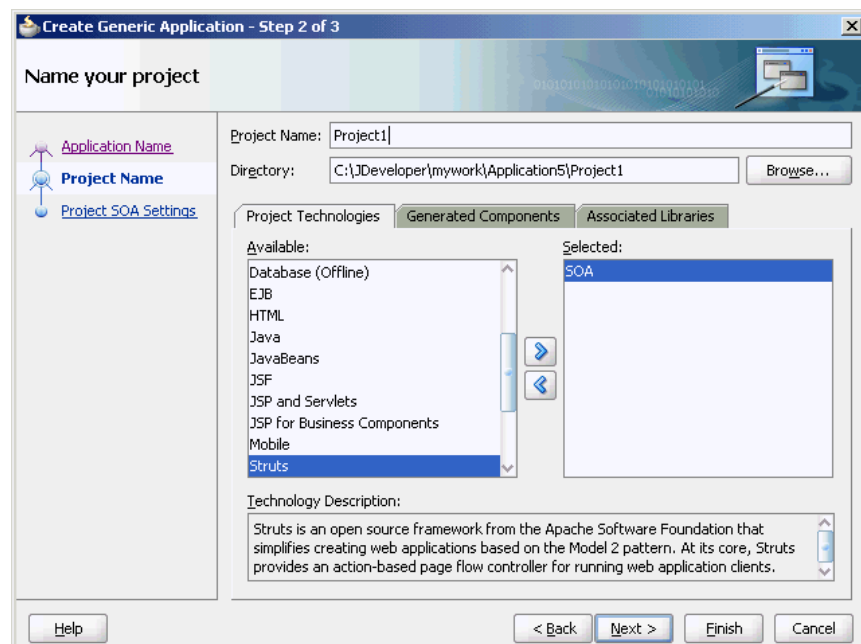 Create Generic Application - Step 2 of 3
Name your project
Application Name
Project Name
Project SOA Settings
Project Name: Project1
Directory: C:\JDeveloper\mywork\Application5\Project1 Browse...
Project Technologies Generated Components Associated Libraries
Available:
Database (Offline)
EJB
HTML
Java
JavaBeans
JSF
JSP and Servlets
JSP for Business Components
Mobile
Struts
Selected:
SOA
Technology Description:
Struts is an open source framework from the Apache Software Foundation that
simplifies creating web applications based on the Model 2 pattern. At its core, Struts
provides an action-based page flow controller for running web application clients.
Help < Back Next > Finish Cancel